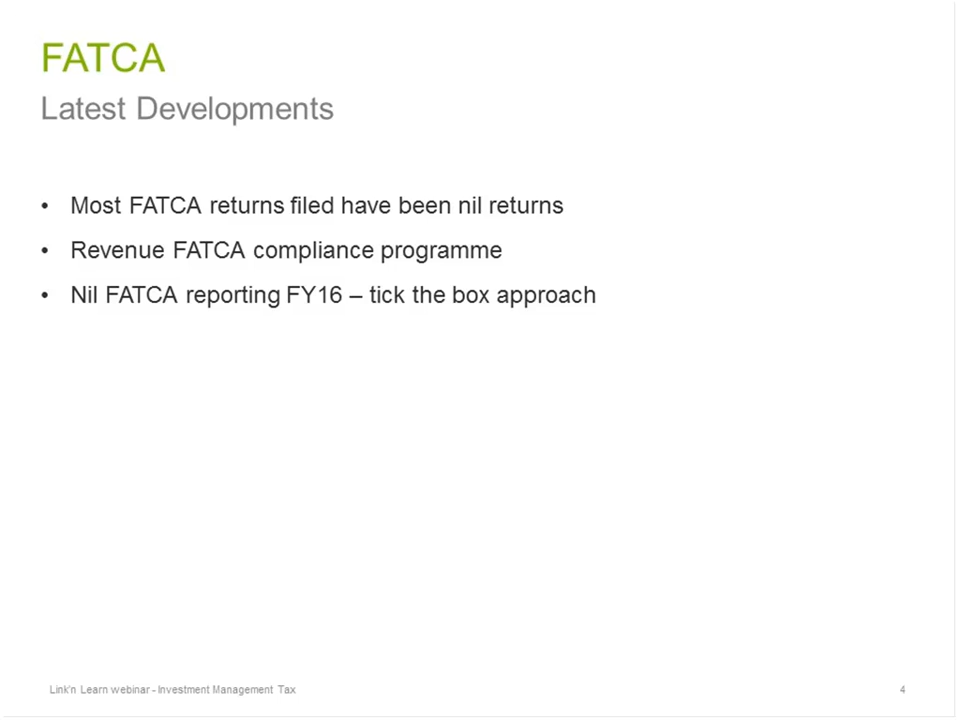 FATCA
Latest Developments
• Most FATCA returns filed have been nil returns
• Revenue FATCA compliance programme
• Nil FATCA reporting FY16 – tick the box approach
Link'n Learn webinar - Investment Management Tax
4